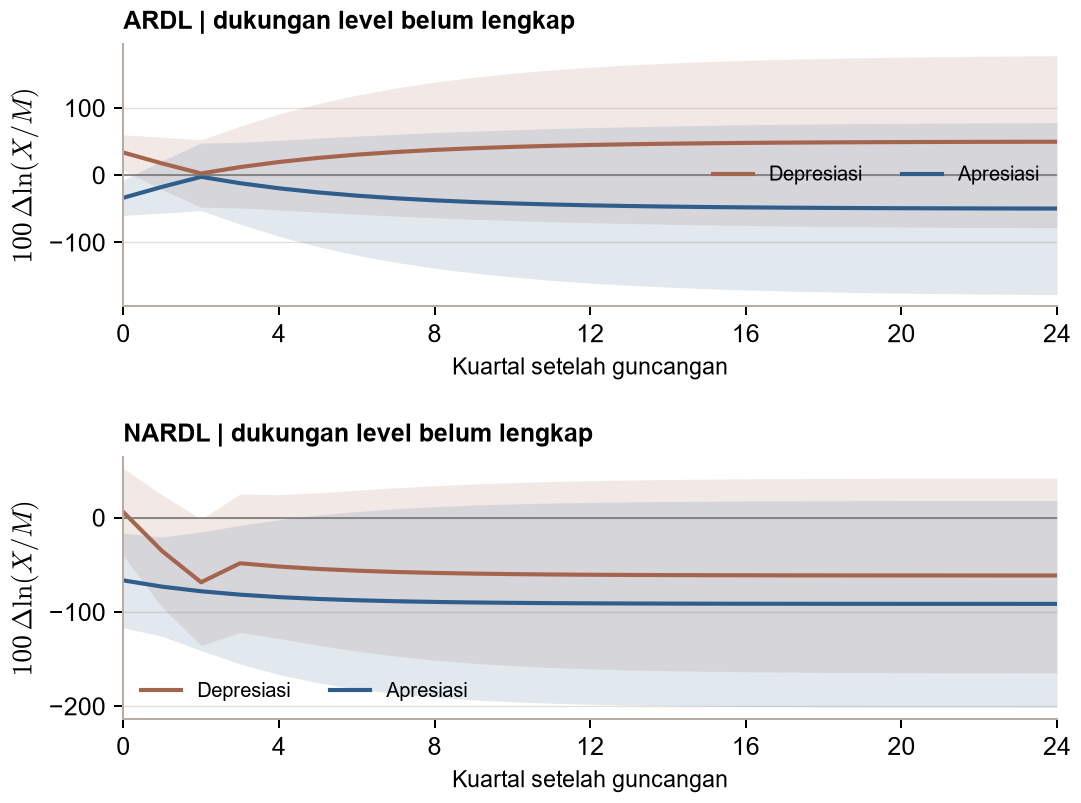 ARDL | dukungan level belum lengkap
100 Δ ln(X/M)
100
0
−100
Depresiasi Apresiasi
0 4 8 12 16 20 24
Kuartal setelah guncangan
NARDL | dukungan level belum lengkap
100 Δ ln(X/M)
0
−100
−200
Depresiasi Apresiasi
0 4 8 12 16 20 24
Kuartal setelah guncangan